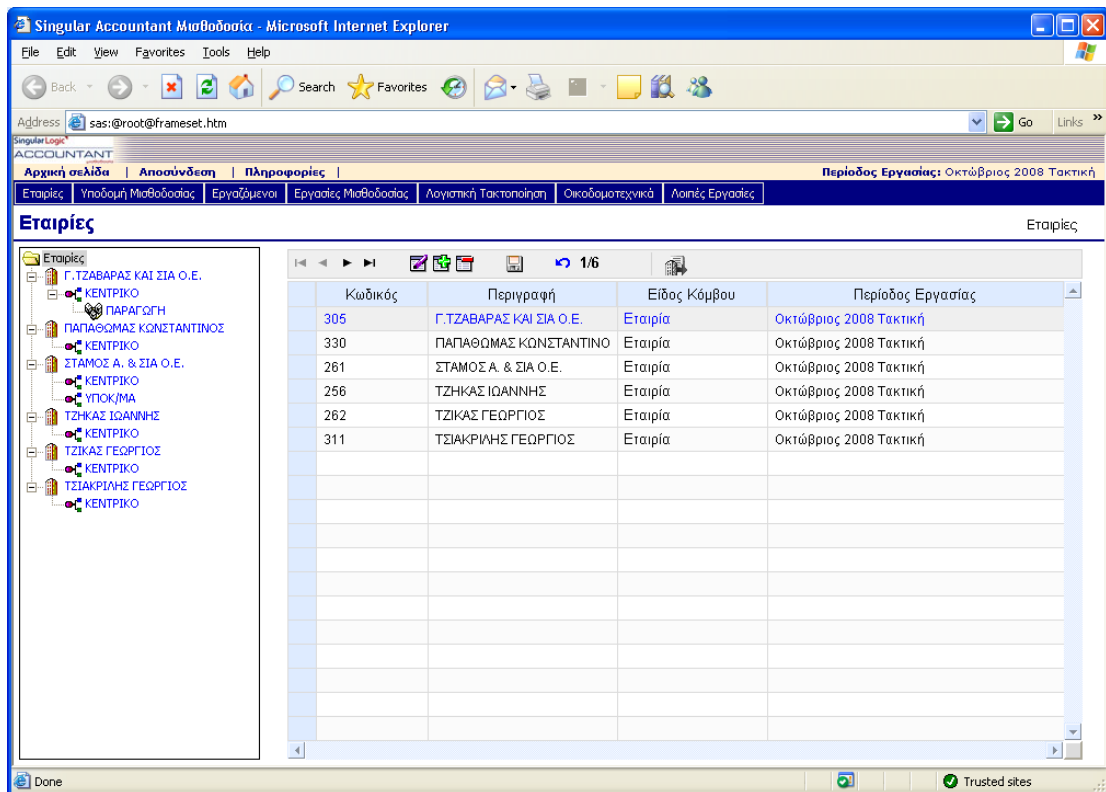 Singular Accountant Μισθοδοσία - Microsoft Internet Explorer
File Edit View Favorites Tools Help
Back Search Favorites
Address sas:@root@frameset.htm Go Links »
SingularLogic
ACCOUNTANT
Αρχική σελίδα | Αποσύνδεση | Πληροφορίες | Περίοδος Εργασίας: Οκτώβριος 2008 Τακτική
Εταιρίες Υποδομή Μισθοδοσίας Εργαζόμενοι Εργασίες Μισθοδοσίας Λογιστική Τακτοποίηση Οικοδομοτεχνικά Λοιπές Εργασίες
Εταιρίες Εταιρίες
Εταιρίες
Γ.ΤΖΑΒΑΡΑΣ ΚΑΙ ΣΙΑ Ο.Ε.
ΚΕΝΤΡΙΚΟ
ΠΑΡΑΓΩΓΗ
ΠΑΠΑΘΩΜΑΣ ΚΩΝΣΤΑΝΤΙΝΟΣ
ΚΕΝΤΡΙΚΟ
ΣΤΑΜΟΣ Α. & ΣΙΑ Ο.Ε.
ΚΕΝΤΡΙΚΟ
ΥΠΟΚ/ΜΑ
ΤΖΗΚΑΣ ΙΩΑΝΝΗΣ
ΚΕΝΤΡΙΚΟ
ΤΖΙΚΑΣ ΓΕΩΡΓΙΟΣ
ΚΕΝΤΡΙΚΟ
ΤΣΙΑΚΡΙΛΗΣ ΓΕΩΡΓΙΟΣ
ΚΕΝΤΡΙΚΟ
1/6
Κωδικός Περιγραφή Είδος Κόμβου Περίοδος Εργασίας
305 Γ.ΤΖΑΒΑΡΑΣ ΚΑΙ ΣΙΑ Ο.Ε. Εταιρία Οκτώβριος 2008 Τακτική
330 ΠΑΠΑΘΩΜΑΣ ΚΩΝΣΤΑΝΤΙΝΟ Εταιρία Οκτώβριος 2008 Τακτική
261 ΣΤΑΜΟΣ Α. & ΣΙΑ Ο.Ε. Εταιρία Οκτώβριος 2008 Τακτική
256 ΤΖΗΚΑΣ ΙΩΑΝΝΗΣ Εταιρία Οκτώβριος 2008 Τακτική
262 ΤΖΙΚΑΣ ΓΕΩΡΓΙΟΣ Εταιρία Οκτώβριος 2008 Τακτική
311 ΤΣΙΑΚΡΙΛΗΣ ΓΕΩΡΓΙΟΣ Εταιρία Οκτώβριος 2008 Τακτική
Done Trusted sites